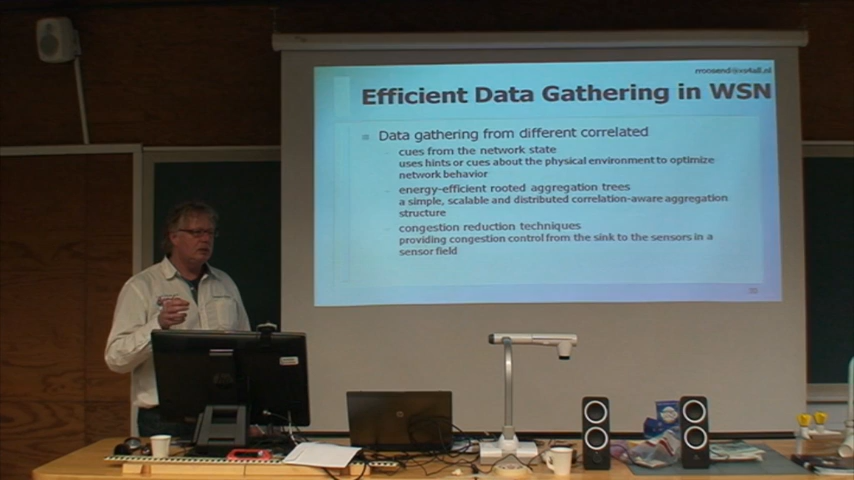 rroosend@xs4all.nl
Efficient Data Gathering in WSN
Data gathering from different correlated
cues from the network state
uses hints or cues about the physical environment to optimize
network behavior
energy-efficient rooted aggregation trees
a simple, scalable and distributed correlation-aware aggregation
structure
congestion reduction techniques
providing congestion control from the sink to the sensors in a
sensor field